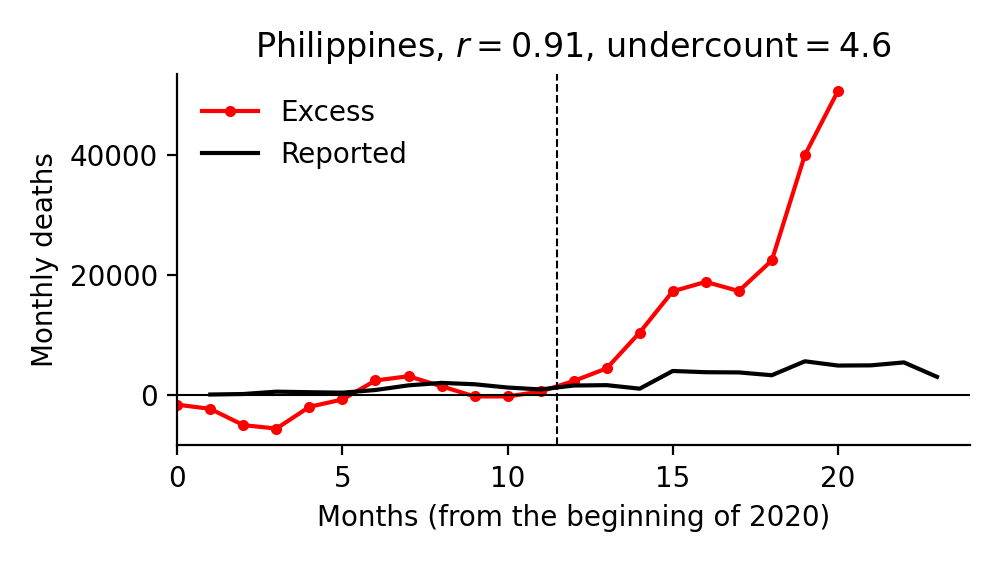 Philippines, r = 0.91, undercount = 4.6
Excess
Reported
Monthly deaths
40000
20000
0
0 5 10 15 20
Months (from the beginning of 2020)